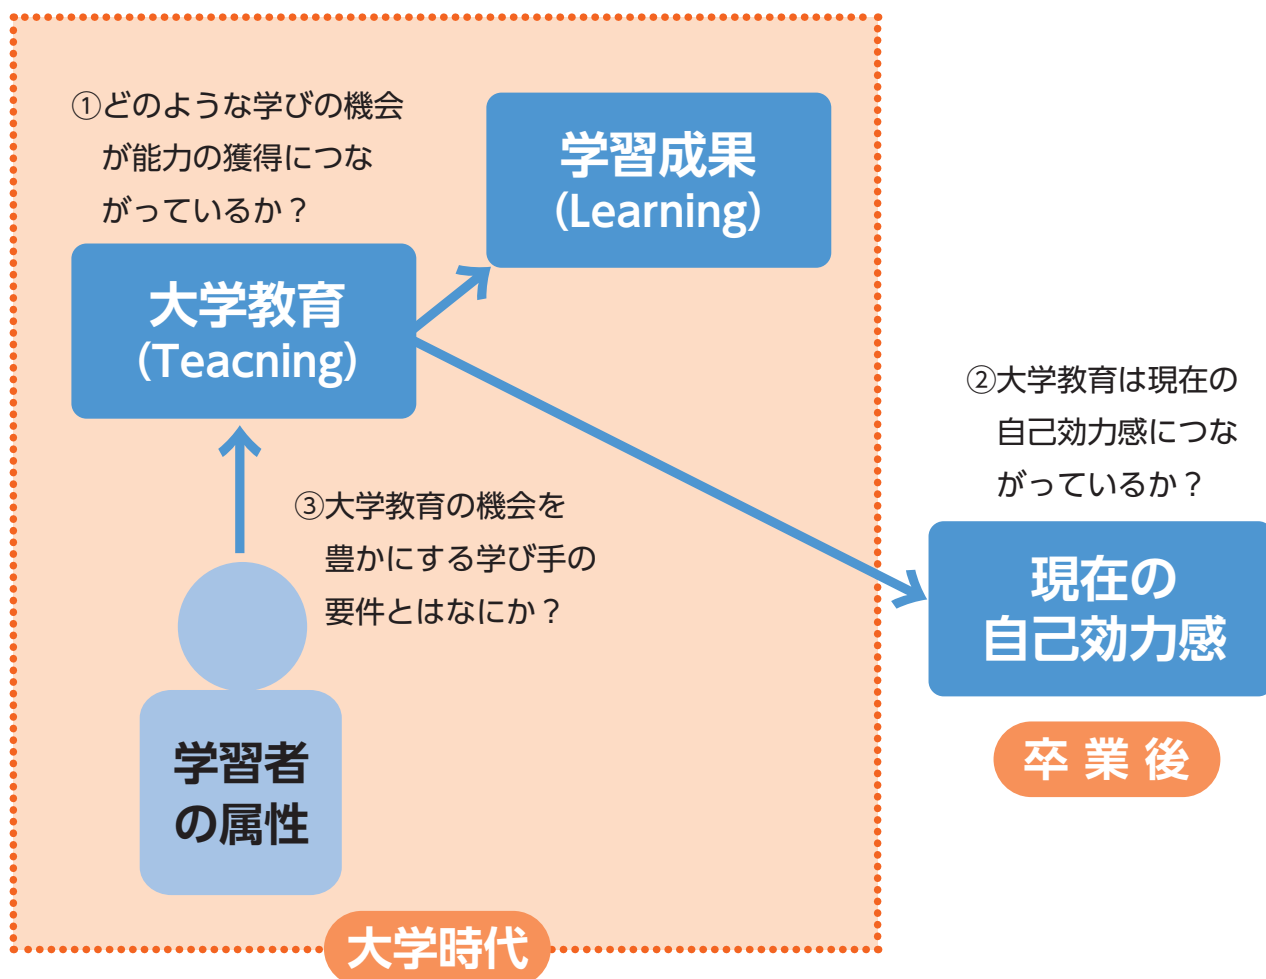 ①どのような学びの機会
が能力の獲得につな
がっているか？
学習成果
(Learning)
大学教育
(Teacning)
②大学教育は現在の
自己効力感につな
がっているか？
③大学教育の機会を
豊かにする学び手の
要件とはなにか？
現在の
自己効力感
卒業後
学習者
の属性
大学時代